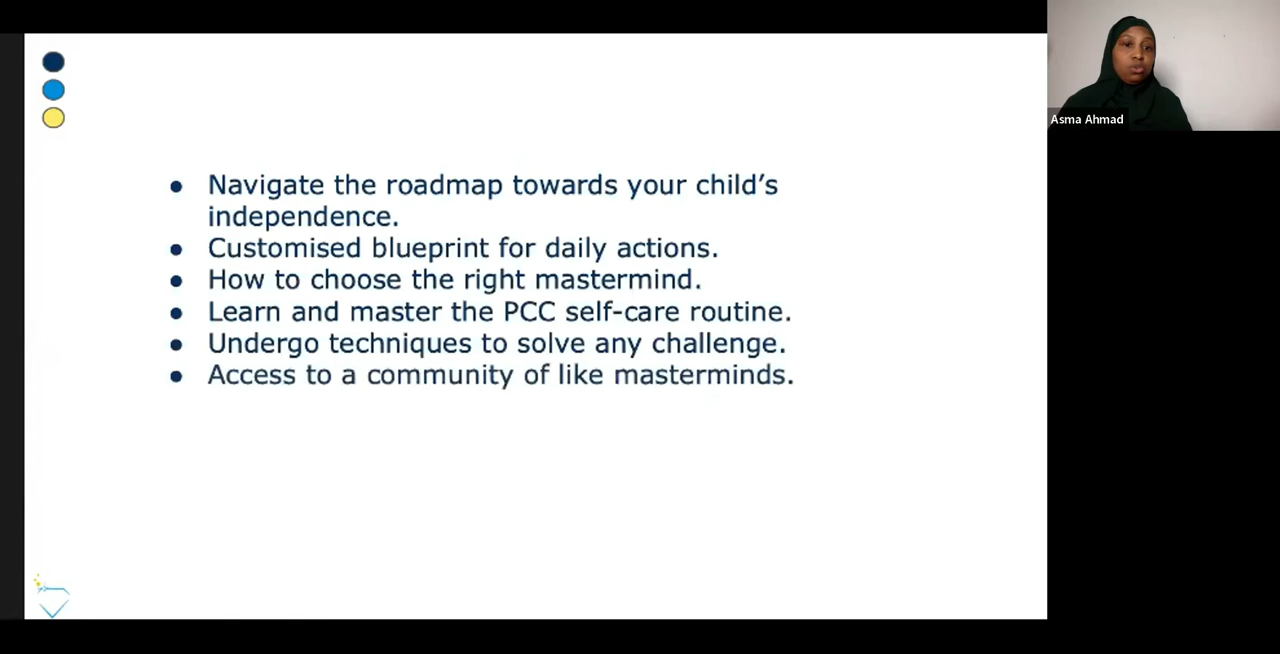 ● Navigate the roadmap towards your child’s
independence.
● Customised blueprint for daily actions.
● How to choose the right mastermind.
● Learn and master the PCC self-care routine.
● Undergo techniques to solve any challenge.
● Access to a community of like masterminds.
Asma Ahmad